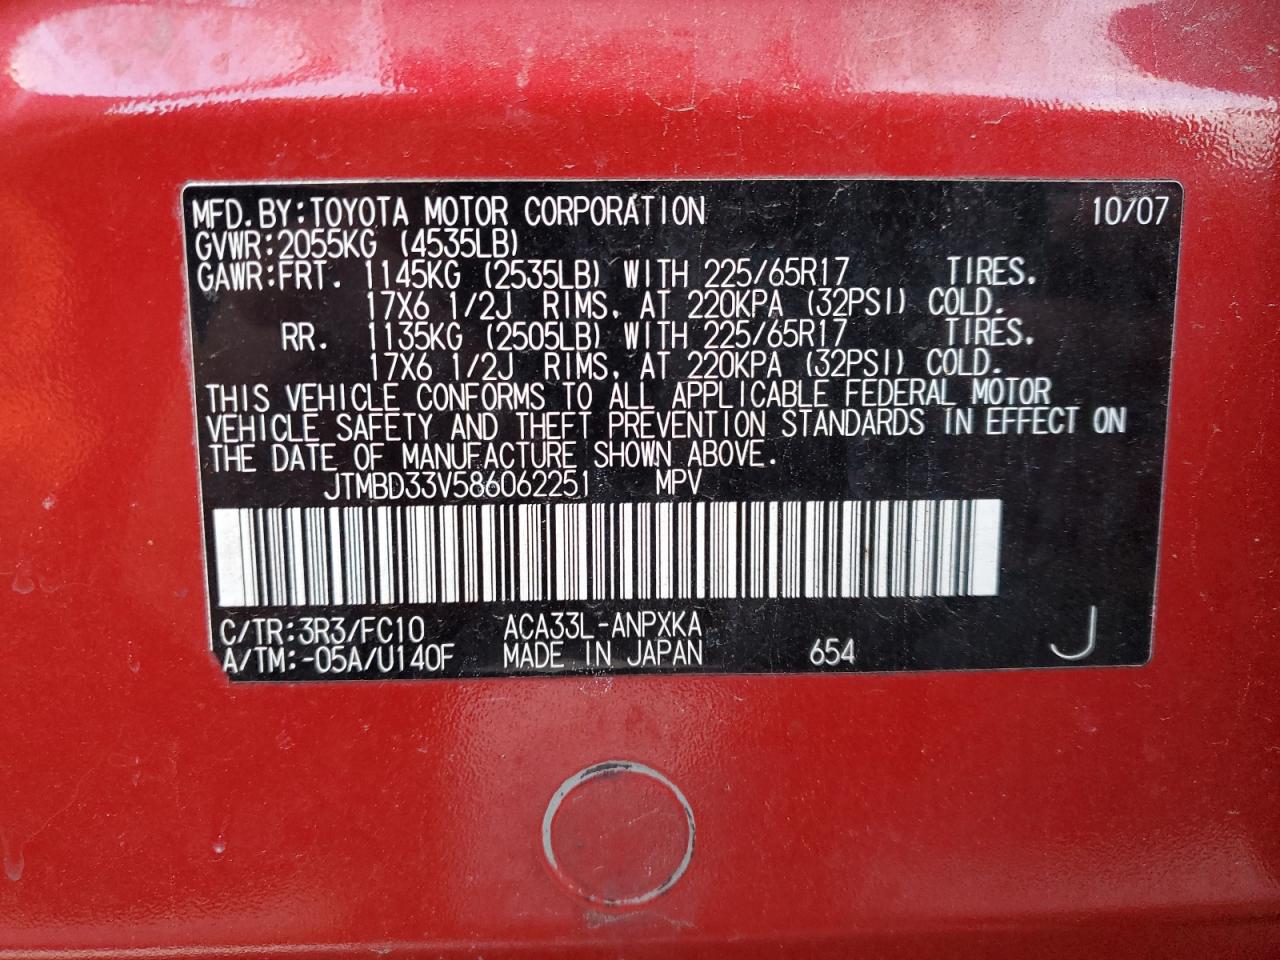 MFD.BY:TOYOTA MOTOR CORPORATION 10/07
GVWR:2055KG (4535LB)
GAWR:FRT. 1145KG (2535LB) WITH 225/65R17 TIRES.
17X6 1/2J RIMS, AT 220KPA (32PSI) COLD.
RR. 1135KG (2505LB) WITH 225/65R17 TIRES.
17X6 1/2J RIMS, AT 220KPA (32PSI) COLD.
THIS VEHICLE CONFORMS TO ALL APPLICABLE FEDERAL MOTOR
VEHICLE SAFETY AND THEFT PREVENTION STANDARDS IN EFFECT ON
THE DATE OF MANUFACTURE SHOWN ABOVE.
JTMBD33V586062251 MPV
C/TR:3R3/FC10 ACA33L-ANPXKA
A/TM:-05A/U140F MADE IN JAPAN 654 J